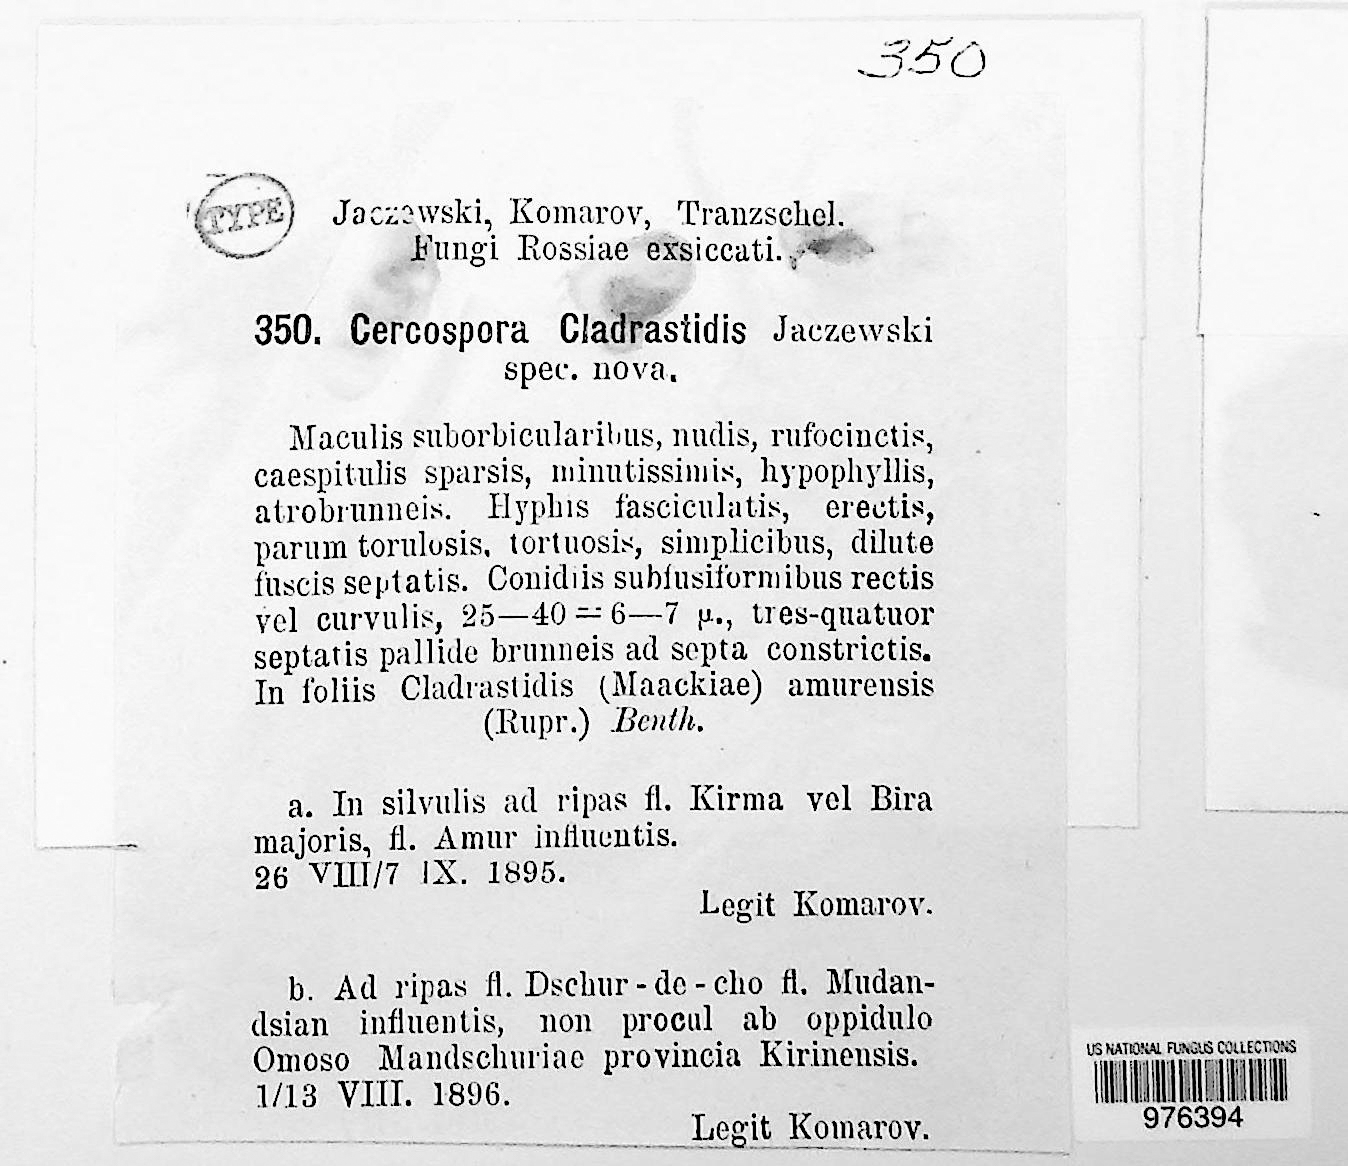 350
TYPE
Jaczewski, Komarov, Tranzschel.
Fungi Rossiae exsiccati.
350. Cercospora Cladrastidis Jaczewski
spec. nova.
Maculis suborbicularibus, nudis, rufocinctis,
caespitulis sparsis, minutissimis, hypophyllis,
atrobrunneis. Hyphis fasciculatis, erectis,
parum torulosis, tortuosis, simplicibus, dilute
fuscis septatis. Conidiis subfusiformibus rectis
vel curvulis, 25—40 = 6—7 μ., tres-quatuor
septatis pallide brunneis ad septa constrictis.
In foliis Cladrastidis (Maackiae) amurensis
(Rupr.) Benth.
a. In silvulis ad ripas fl. Kirma vel Bira
majoris, fl. Amur influentis.
26 VIII/7 IX. 1895.
Legit Komarov.
b. Ad ripas fl. Dschur-de-cho fl. Mudan-
dsian influentis, non procul ab oppidulo
Omoso Mandschuriae provincia Kirinensis.
1/13 VIII. 1896.
Legit Komarov.
US NATIONAL FUNGUS COLLECTIONS
976394